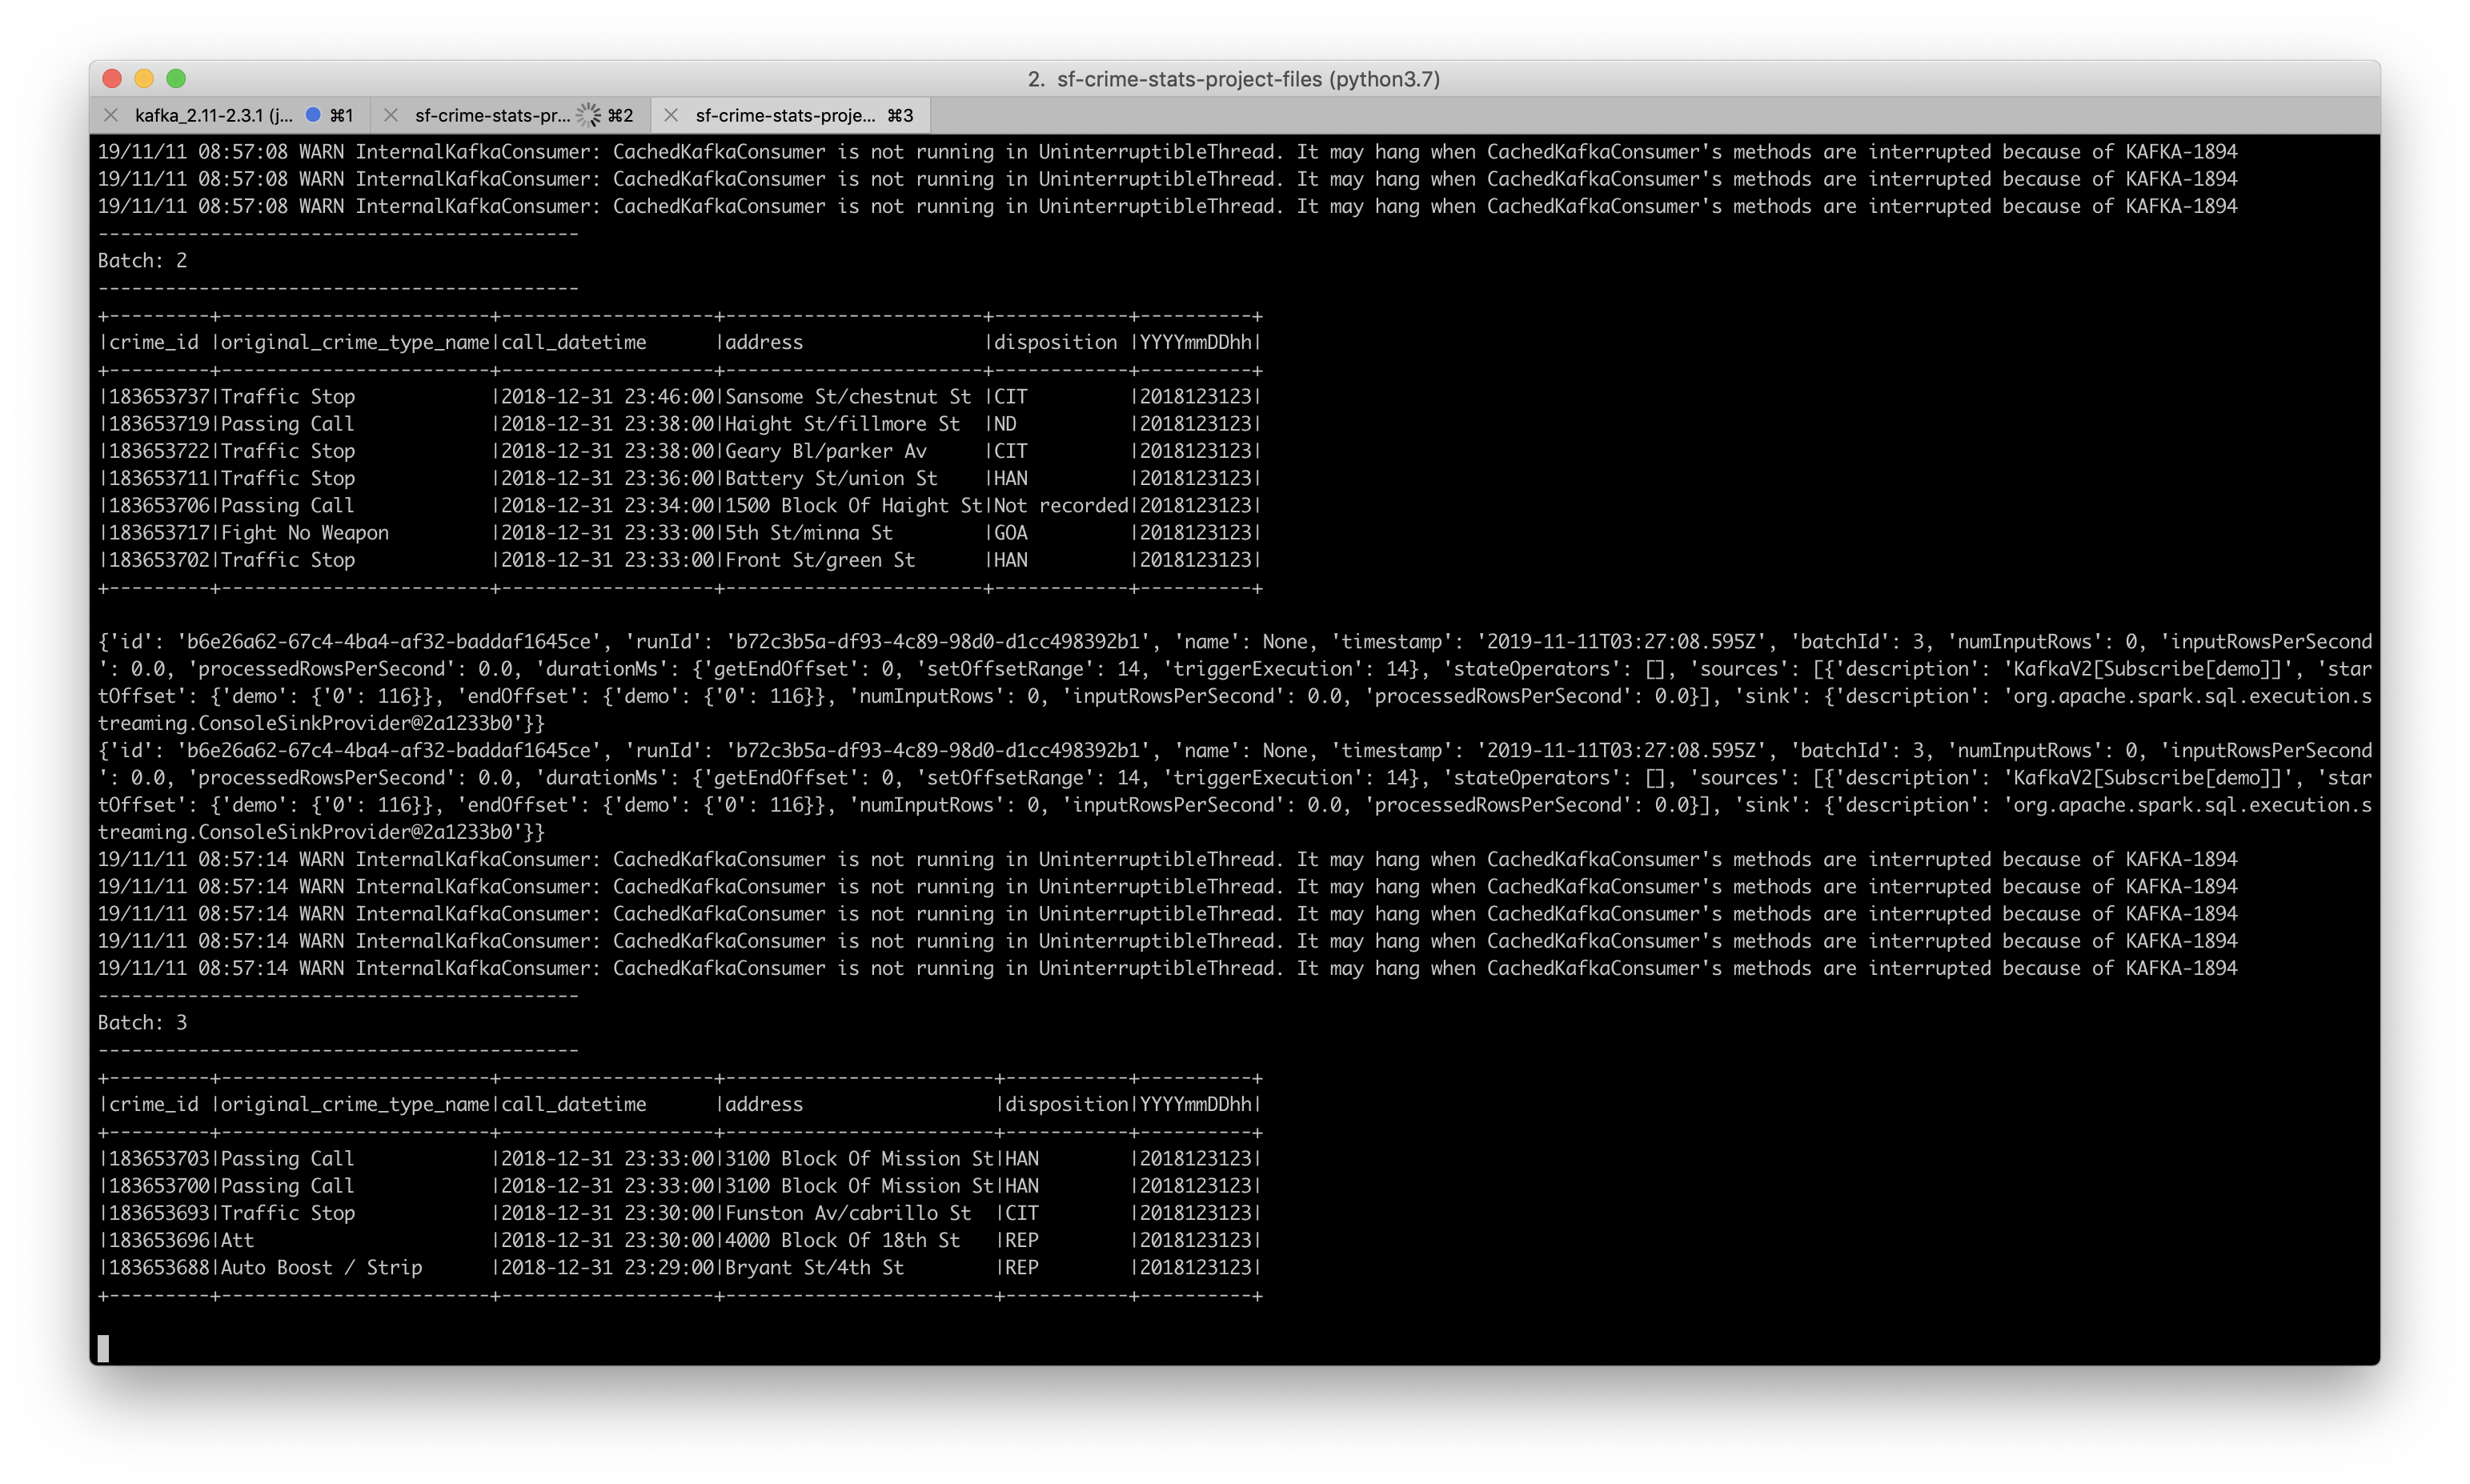 2. sf-crime-stats-project-files (python3.7)
kafka_2.11-2.3.1 (j... ⌘1 sf-crime-stats-pr... ⌘2 sf-crime-stats-proje... ⌘3
19/11/11 08:57:08 WARN InternalKafkaConsumer: CachedKafkaConsumer is not running in UninterruptibleThread. It may hang when CachedKafkaConsumer's methods are interrupted because of KAFKA-1894
19/11/11 08:57:08 WARN InternalKafkaConsumer: CachedKafkaConsumer is not running in UninterruptibleThread. It may hang when CachedKafkaConsumer's methods are interrupted because of KAFKA-1894
19/11/11 08:57:08 WARN InternalKafkaConsumer: CachedKafkaConsumer is not running in UninterruptibleThread. It may hang when CachedKafkaConsumer's methods are interrupted because of KAFKA-1894
-------------------------------------------
Batch: 2
-------------------------------------------
+---------+------------------------+-------------------+-----------------------+------------+----------+
|crime_id |original_crime_type_name|call_datetime      |address                |disposition |YYYYmmDDhh|
+---------+------------------------+-------------------+-----------------------+------------+----------+
|183653737|Traffic Stop            |2018-12-31 23:46:00|Sansome St/chestnut St |CIT         |2018123123|
|183653719|Passing Call            |2018-12-31 23:38:00|Haight St/fillmore St  |ND          |2018123123|
|183653722|Traffic Stop            |2018-12-31 23:38:00|Geary Bl/parker Av     |CIT         |2018123123|
|183653711|Traffic Stop            |2018-12-31 23:36:00|Battery St/union St    |HAN         |2018123123|
|183653706|Passing Call            |2018-12-31 23:34:00|1500 Block Of Haight St|Not recorded|2018123123|
|183653717|Fight No Weapon         |2018-12-31 23:33:00|5th St/minna St        |GOA         |2018123123|
|183653702|Traffic Stop            |2018-12-31 23:33:00|Front St/green St      |HAN         |2018123123|
+---------+------------------------+-------------------+-----------------------+------------+----------+
{'id': 'b6e26a62-67c4-4ba4-af32-baddaf1645ce', 'runId': 'b72c3b5a-df93-4c89-98d0-d1cc498392b1', 'name': None, 'timestamp': '2019-11-11T03:27:08.595Z', 'batchId': 3, 'numInputRows': 0, 'inputRowsPerSecond
': 0.0, 'processedRowsPerSecond': 0.0, 'durationMs': {'getEndOffset': 0, 'setOffsetRange': 14, 'triggerExecution': 14}, 'stateOperators': [], 'sources': [{'description': 'KafkaV2[Subscribe[demo]]', 'star
tOffset': {'demo': {'0': 116}}, 'endOffset': {'demo': {'0': 116}}, 'numInputRows': 0, 'inputRowsPerSecond': 0.0, 'processedRowsPerSecond': 0.0}], 'sink': {'description': 'org.apache.spark.sql.execution.s
treaming.ConsoleSinkProvider@2a1233b0'}}
{'id': 'b6e26a62-67c4-4ba4-af32-baddaf1645ce', 'runId': 'b72c3b5a-df93-4c89-98d0-d1cc498392b1', 'name': None, 'timestamp': '2019-11-11T03:27:08.595Z', 'batchId': 3, 'numInputRows': 0, 'inputRowsPerSecond
': 0.0, 'processedRowsPerSecond': 0.0, 'durationMs': {'getEndOffset': 0, 'setOffsetRange': 14, 'triggerExecution': 14}, 'stateOperators': [], 'sources': [{'description': 'KafkaV2[Subscribe[demo]]', 'star
tOffset': {'demo': {'0': 116}}, 'endOffset': {'demo': {'0': 116}}, 'numInputRows': 0, 'inputRowsPerSecond': 0.0, 'processedRowsPerSecond': 0.0}], 'sink': {'description': 'org.apache.spark.sql.execution.s
treaming.ConsoleSinkProvider@2a1233b0'}}
19/11/11 08:57:14 WARN InternalKafkaConsumer: CachedKafkaConsumer is not running in UninterruptibleThread. It may hang when CachedKafkaConsumer's methods are interrupted because of KAFKA-1894
19/11/11 08:57:14 WARN InternalKafkaConsumer: CachedKafkaConsumer is not running in UninterruptibleThread. It may hang when CachedKafkaConsumer's methods are interrupted because of KAFKA-1894
19/11/11 08:57:14 WARN InternalKafkaConsumer: CachedKafkaConsumer is not running in UninterruptibleThread. It may hang when CachedKafkaConsumer's methods are interrupted because of KAFKA-1894
19/11/11 08:57:14 WARN InternalKafkaConsumer: CachedKafkaConsumer is not running in UninterruptibleThread. It may hang when CachedKafkaConsumer's methods are interrupted because of KAFKA-1894
19/11/11 08:57:14 WARN InternalKafkaConsumer: CachedKafkaConsumer is not running in UninterruptibleThread. It may hang when CachedKafkaConsumer's methods are interrupted because of KAFKA-1894
-------------------------------------------
Batch: 3
-------------------------------------------
+---------+------------------------+-------------------+------------------------+-----------+----------+
|crime_id |original_crime_type_name|call_datetime      |address                 |disposition|YYYYmmDDhh|
+---------+------------------------+-------------------+------------------------+-----------+----------+
|183653703|Passing Call            |2018-12-31 23:33:00|3100 Block Of Mission St|HAN        |2018123123|
|183653700|Passing Call            |2018-12-31 23:33:00|3100 Block Of Mission St|HAN        |2018123123|
|183653693|Traffic Stop            |2018-12-31 23:30:00|Funston Av/cabrillo St  |CIT        |2018123123|
|183653696|Att                     |2018-12-31 23:30:00|4000 Block Of 18th St   |REP        |2018123123|
|183653688|Auto Boost / Strip      |2018-12-31 23:29:00|Bryant St/4th St        |REP        |2018123123|
+---------+------------------------+-------------------+------------------------+-----------+----------+